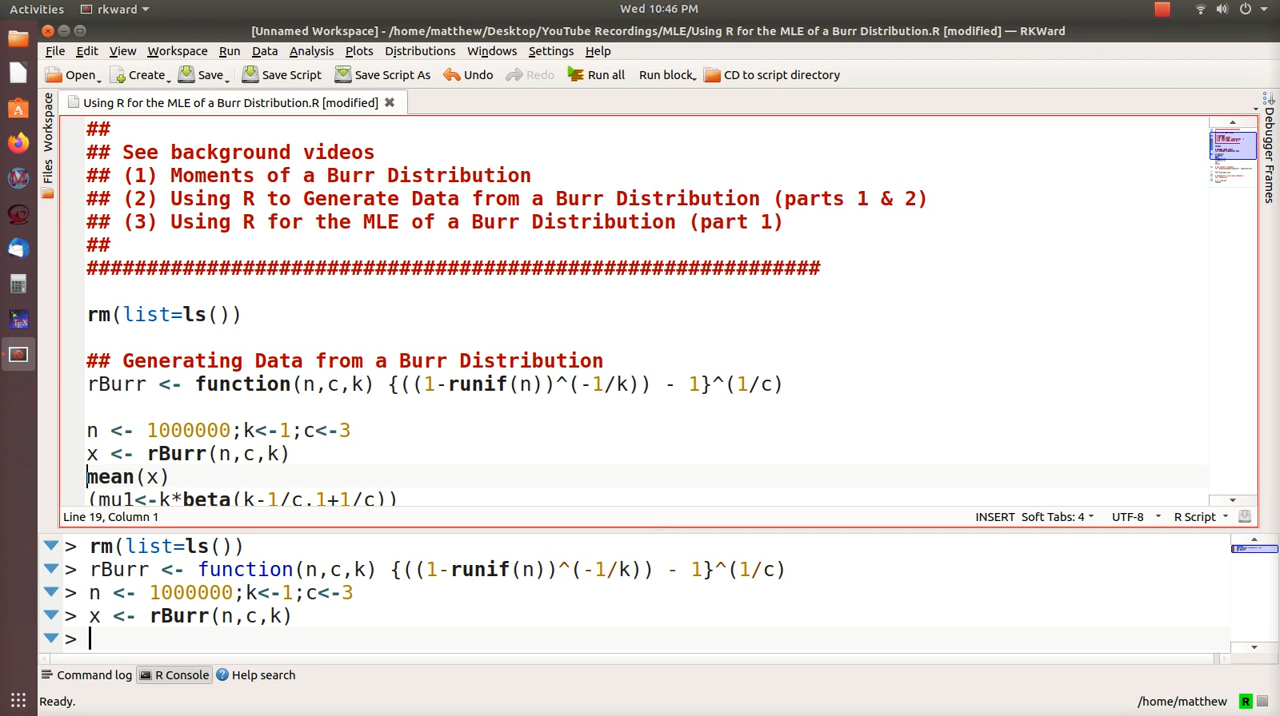 Activities rkward Wed 10:46 PM
[Unnamed Workspace] - /home/matthew/Desktop/YouTube Recordings/MLE/Using R for the MLE of a Burr Distribution.R [modified] — RKWard
File Edit View Workspace Run Data Analysis Plots Distributions Windows Settings Help
Open Create Save Save Script Save Script As Undo Redo Run all Run block CD to script directory
Using R for the MLE of a Burr Distribution.R [modified]
Workspace
Files
Debugger Frames
##
## See background videos
## (1) Moments of a Burr Distribution
## (2) Using R to Generate Data from a Burr Distribution (parts 1 & 2)
## (3) Using R for the MLE of a Burr Distribution (part 1)
##
##############################################################
rm(list=ls())
## Generating Data from a Burr Distribution
rBurr <- function(n,c,k) {((1-runif(n))^(-1/k)) - 1}^(1/c)
n <- 1000000;k<-1;c<-3
x <- rBurr(n,c,k)
mean(x)
(mu1<-k*beta(k-1/c,1+1/c))
Line 19, Column 1 INSERT Soft Tabs: 4 UTF-8 R Script
> rm(list=ls())
> rBurr <- function(n,c,k) {((1-runif(n))^(-1/k)) - 1}^(1/c)
> n <- 1000000;k<-1;c<-3
> x <- rBurr(n,c,k)
>
Command log R Console Help search
Ready. /home/matthew R